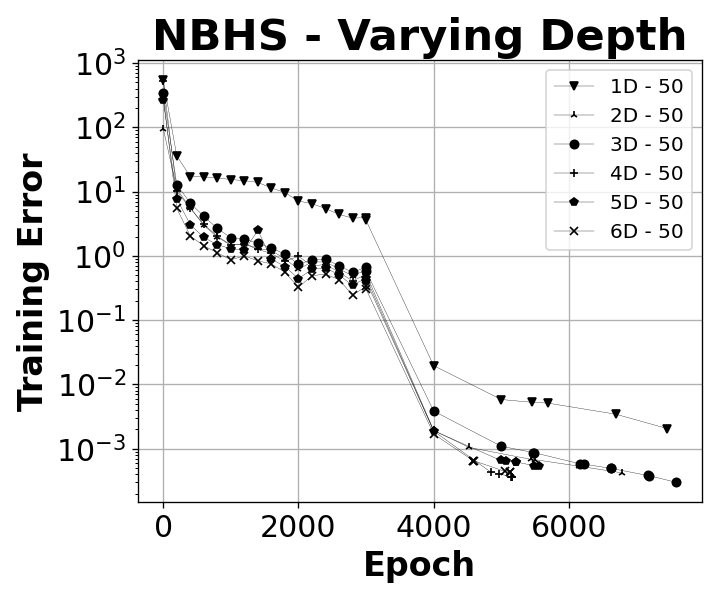 NBHS - Varying Depth
Training Error
10³
10²
10¹
10⁰
10⁻¹
10⁻²
10⁻³
1D - 50
2D - 50
3D - 50
4D - 50
5D - 50
6D - 50
0 2000 4000 6000
Epoch